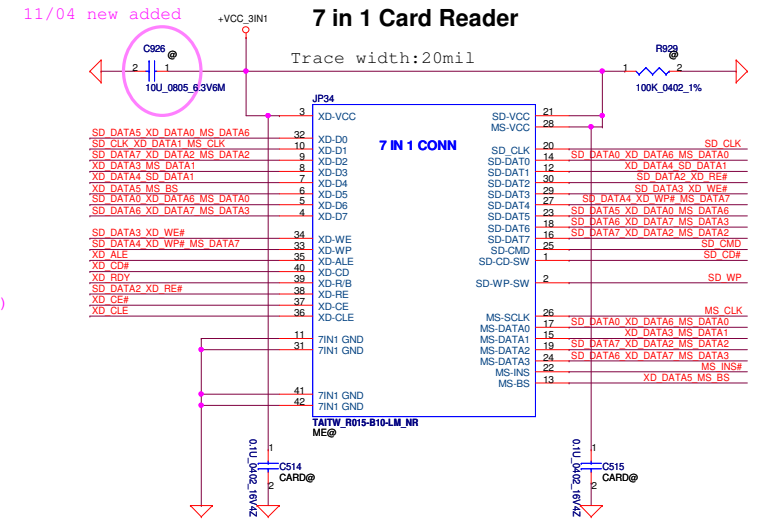 11/04 new added
+VCC_3IN1
7 in 1 Card Reader
C926
@
2
1
10U_0805_6.3V6M
Trace width:20mil
R929
@
1
2
100K_0402_1%
JP34
7 IN 1 CONN
3 XD-VCC
SD_DATA5_XD_DATA0_MS_DATA6 32 XD-D0
SD_CLK_XD_DATA1_MS_CLK 10 XD-D1
SD_DATA7_XD_DATA2_MS_DATA2 9 XD-D2
XD_DATA3_MS_DATA1 8 XD-D3
XD_DATA4_SD_DATA1 7 XD-D4
XD_DATA5_MS_BS 6 XD-D5
SD_DATA0_XD_DATA6_MS_DATA0 5 XD-D6
SD_DATA6_XD_DATA7_MS_DATA3 4 XD-D7
SD_DATA3_XD_WE# 34 XD-WE
SD_DATA4_XD_WP#_MS_DATA7 33 XD-WP
XD_ALE 35 XD-ALE
XD_CD# 40 XD-CD
XD_RDY 39 XD-R/B
SD_DATA2_XD_RE# 38 XD-RE
XD_CE# 37 XD-CE
XD_CLE 36 XD-CLE
)
11 7IN1 GND
31 7IN1 GND
41 7IN1 GND
42 7IN1 GND
SD-VCC 21
MS-VCC 28
SD_CLK 20 SD_CLK
SD-DAT0 14 SD_DATA0_XD_DATA6_MS_DATA0
SD-DAT1 12 XD_DATA4_SD_DATA1
SD-DAT2 30 SD_DATA2_XD_RE#
SD-DAT3 29 SD_DATA3_XD_WE#
SD-DAT4 27 SD_DATA4_XD_WP#_MS_DATA7
SD-DAT5 23 SD_DATA5_XD_DATA0_MS_DATA6
SD-DAT6 18 SD_DATA6_XD_DATA7_MS_DATA3
SD-DAT7 16 SD_DATA7_XD_DATA2_MS_DATA2
SD-CMD 25 SD_CMD
SD-CD-SW 1 SD_CD#
SD-WP-SW 2 SD_WP
MS-SCLK 26 MS_CLK
MS-DATA0 17 SD_DATA0_XD_DATA6_MS_DATA0
MS-DATA1 15 XD_DATA3_MS_DATA1
MS-DATA2 19 SD_DATA7_XD_DATA2_MS_DATA2
MS-DATA3 24 SD_DATA6_XD_DATA7_MS_DATA3
MS-INS 22 MS_INS#
MS-BS 13 XD_DATA5_MS_BS
TAITW_R015-B10-LM_NR
ME@
0.1U_0402_16V4Z
1
C514
CARD@
2
0.1U_0402_16V4Z
1
C515
CARD@
2